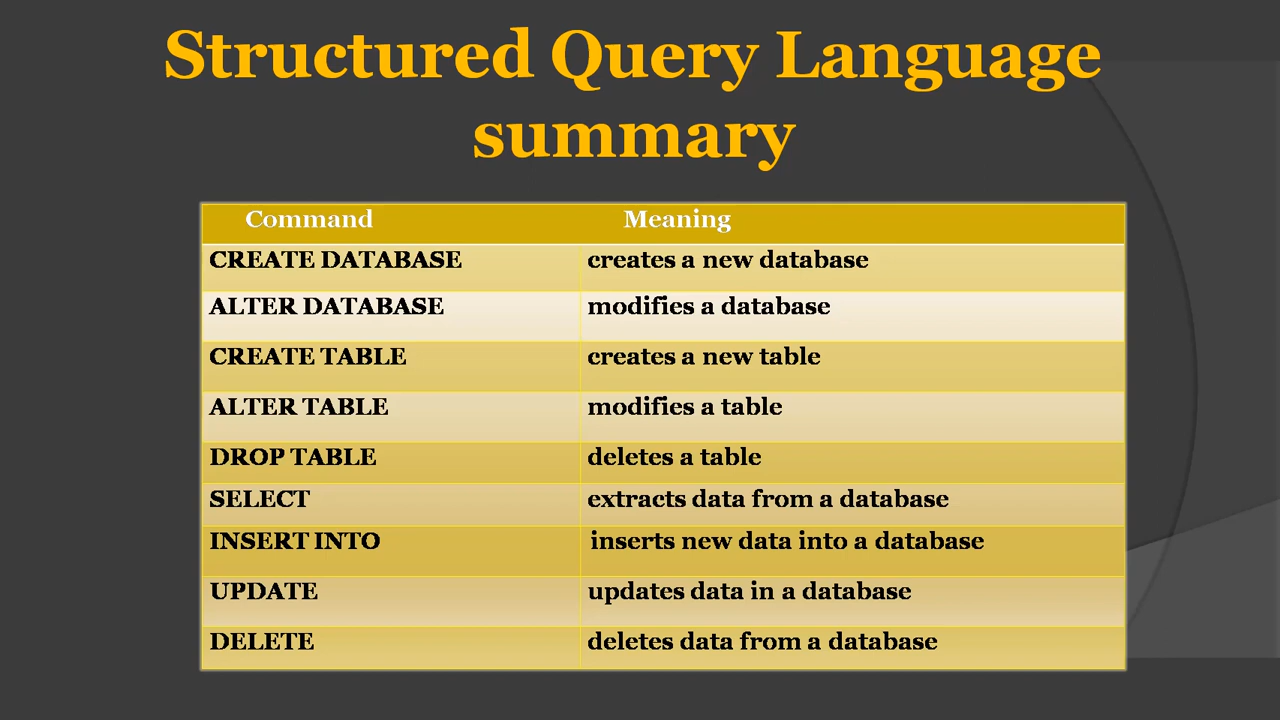 Structured Query Language
summary
Command Meaning
CREATE DATABASE creates a new database
ALTER DATABASE modifies a database
CREATE TABLE creates a new table
ALTER TABLE modifies a table
DROP TABLE deletes a table
SELECT extracts data from a database
INSERT INTO inserts new data into a database
UPDATE updates data in a database
DELETE deletes data from a database